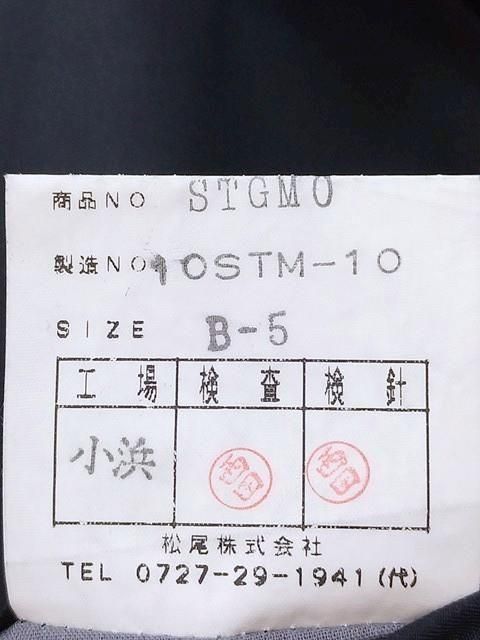 商品NO STGMO
製造NO 10STM-10
SIZE B-5
工場 検査 検針
小浜
松尾株式会社
TEL 0727-29-1941(代)